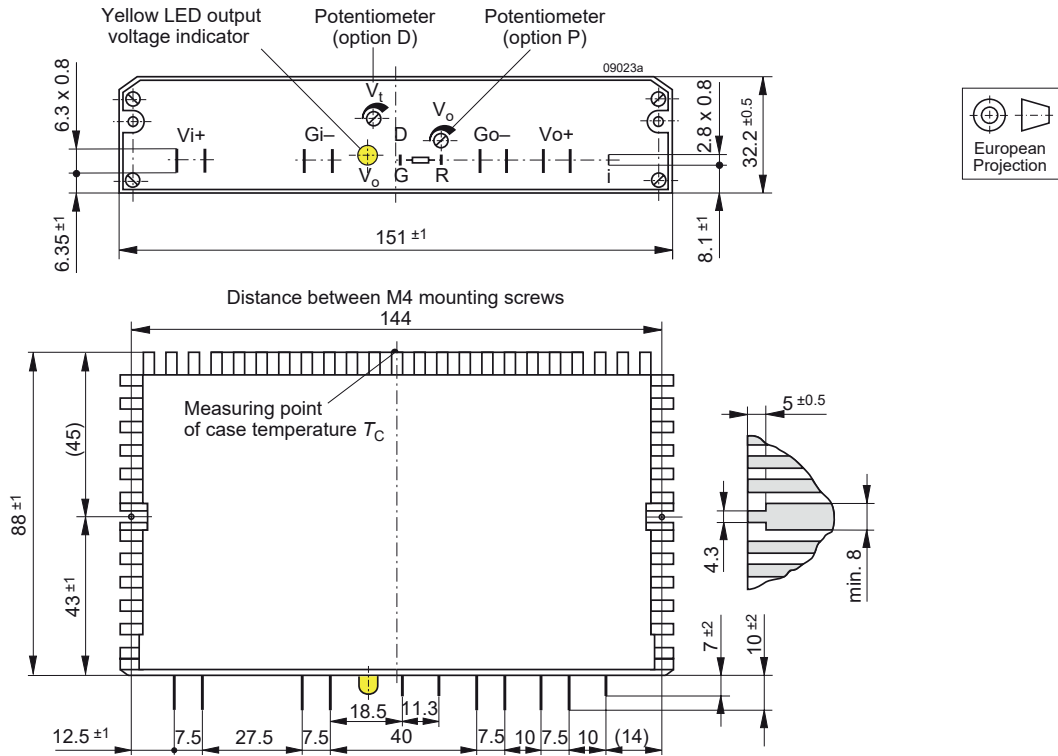 Yellow LED output
voltage indicator
Potentiometer
(option D)
Potentiometer
(option P)
09023a
6.3 x 0.8
Vt
Vo
2.8 x 0.8
32.2 ±0.5
Vi+
Gi–
D
Go–
Vo+
Vo
G
R
i
European
Projection
6.35 ±1
151 ±1
8.1 ±1
Distance between M4 mounting screws
144
Measuring point
of case temperature TC
(45)
88 ±1
43 ±1
5 ±0.5
4.3
min. 8
7 ±2
10 ±2
18.5
11.3
12.5 ±1
7.5
27.5
7.5
40
7.5
10
7.5
10
(14)